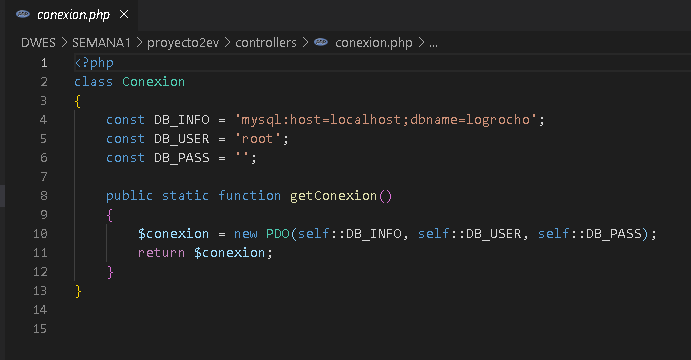 conexion.php ×
DWES > SEMANA1 > proyecto2ev > controllers > conexion.php > ...
1 <?php
2 class Conexion
3 {
4     const DB_INFO = 'mysql:host=localhost;dbname=logrocho';
5     const DB_USER = 'root';
6     const DB_PASS = '';
7
8     public static function getConexion()
9     {
10         $conexion = new PDO(self::DB_INFO, self::DB_USER, self::DB_PASS);
11         return $conexion;
12     }
13 }
14
15